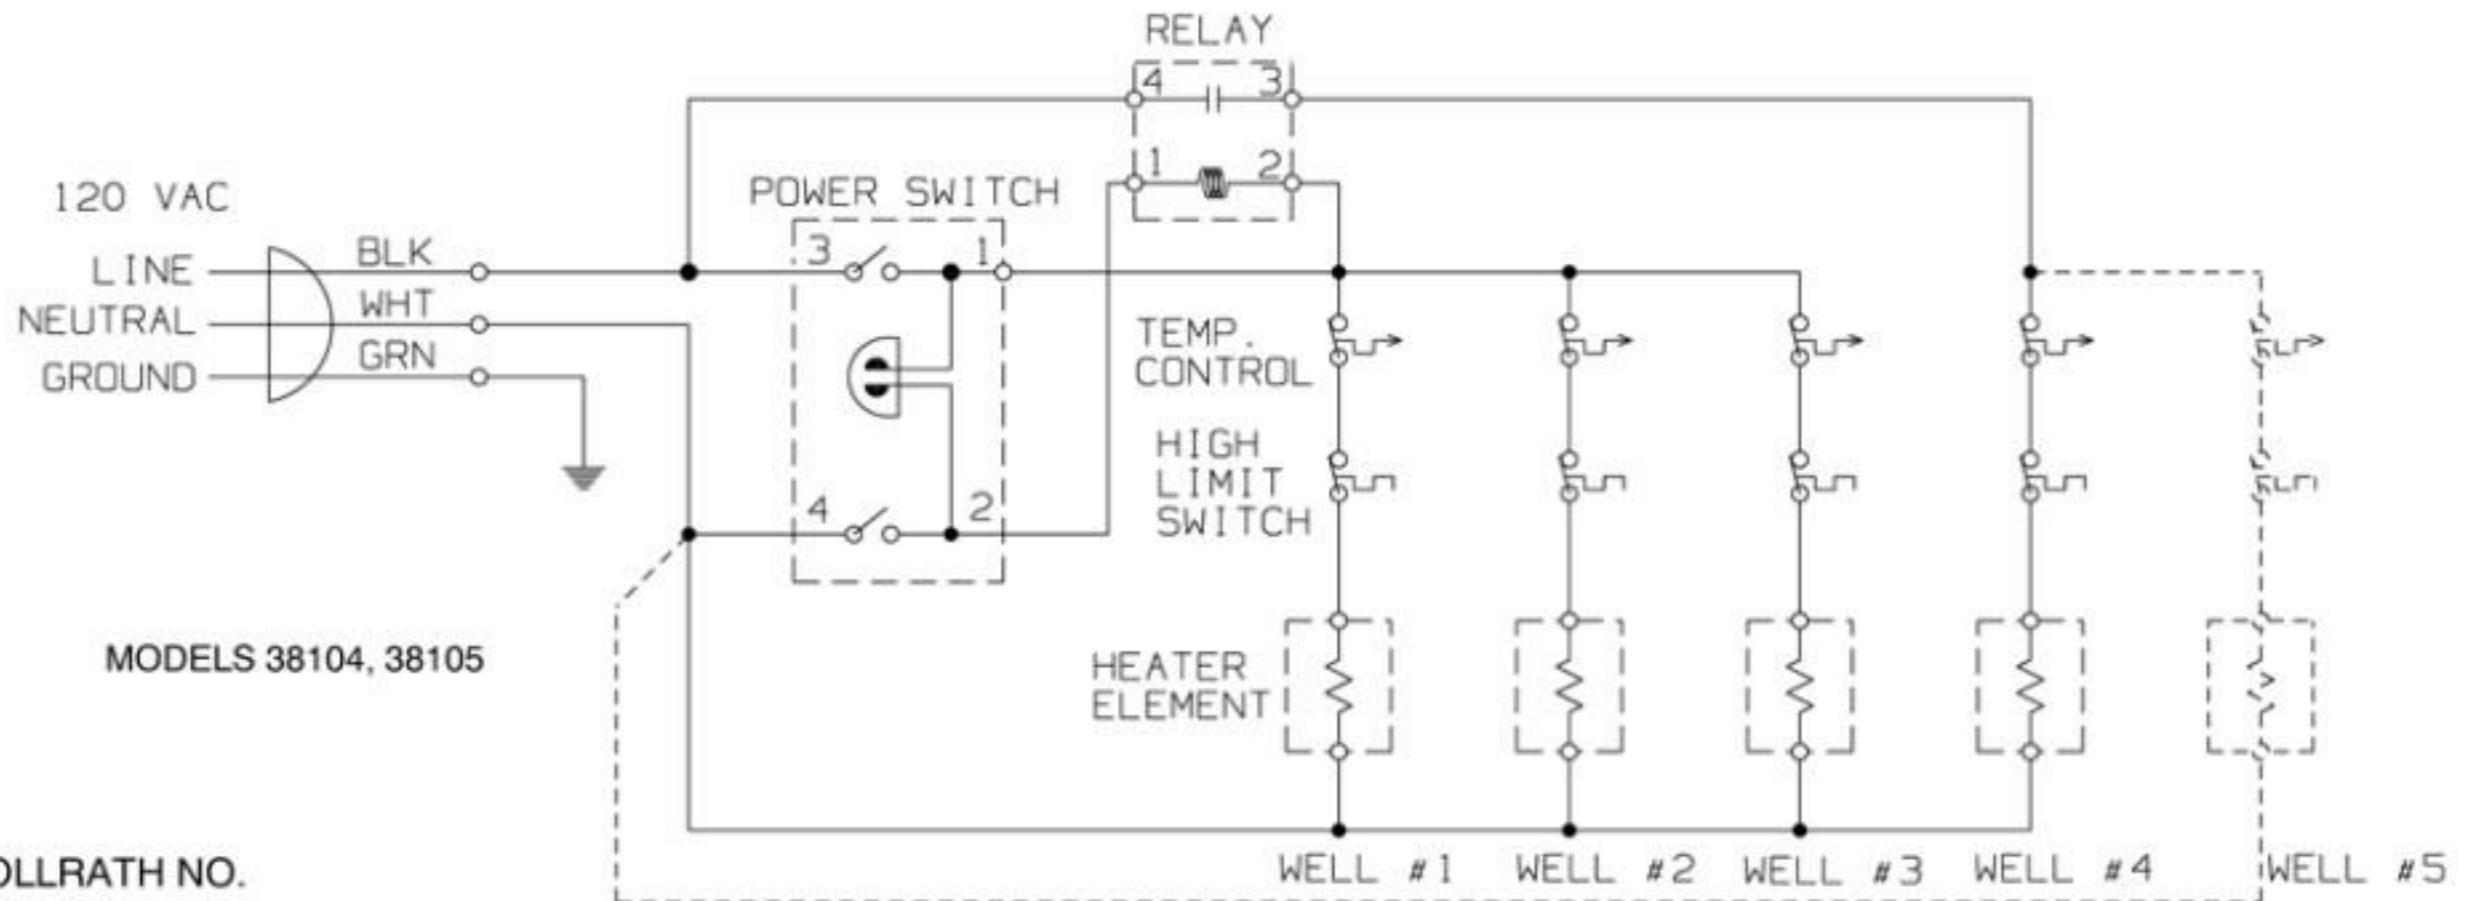 RELAY
4 3
1 2
120 VAC
POWER SWITCH
LINE
BLK
3 1
NEUTRAL
WHT
GROUND
GRN
TEMP.
CONTROL
HIGH
LIMIT
SWITCH
4 2
MODELS 38104, 38105
HEATER
ELEMENT
OLLRATH NO.
WELL #1 WELL #2 WELL #3 WELL #4 WELL #5